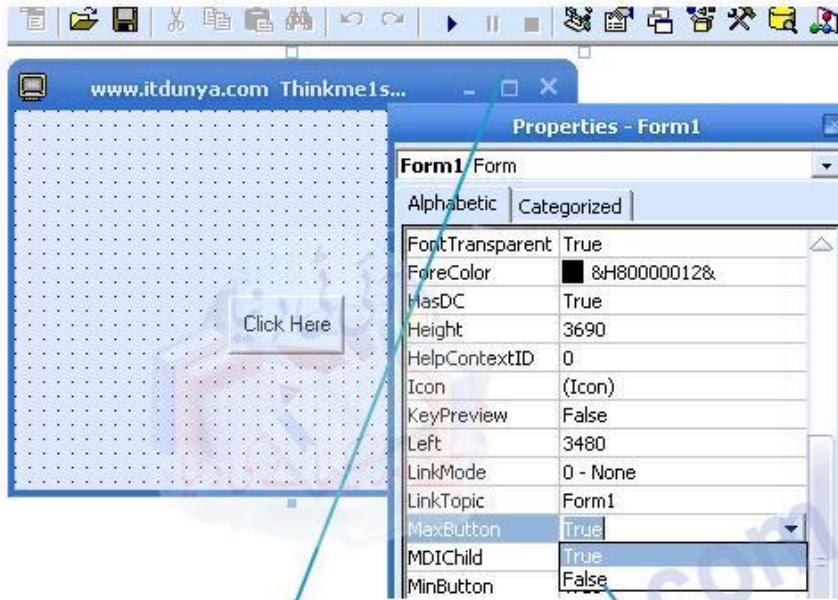 www.itdunya.com Thinkme1s...
Properties - Form1
Form1 Form
Alphabetic
Categorized
FontTransparent True
ForeColor &H80000012&
HasDC True
Height 3690
HelpContextID 0
Icon (Icon)
KeyPreview False
Left 3480
LinkMode 0 - None
LinkTopic Form1
MaxButton True
MDIChild True
False
MinButton
Click Here
com